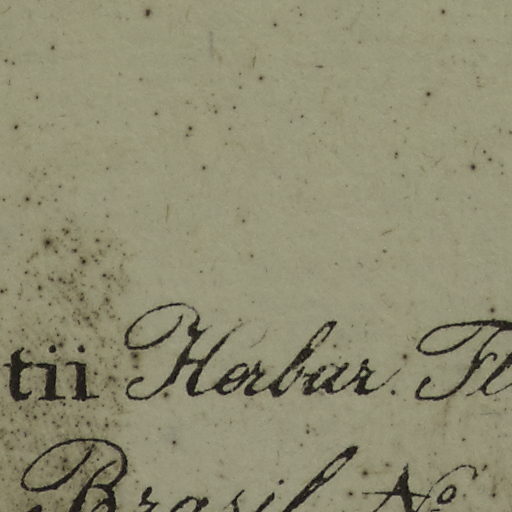 tii Herbar. Fl
Brasil. No